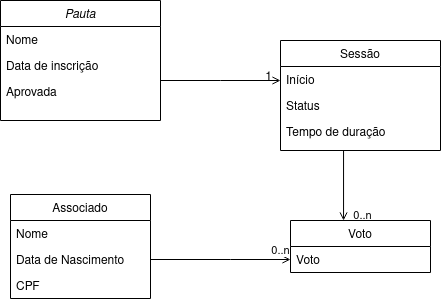 Pauta
Nome
Data de inscrição
Aprovada
1
Sessão
Início
Status
Tempo de duração
0..n
Associado
Nome
Data de Nascimento
CPF
0..n
Voto
Voto